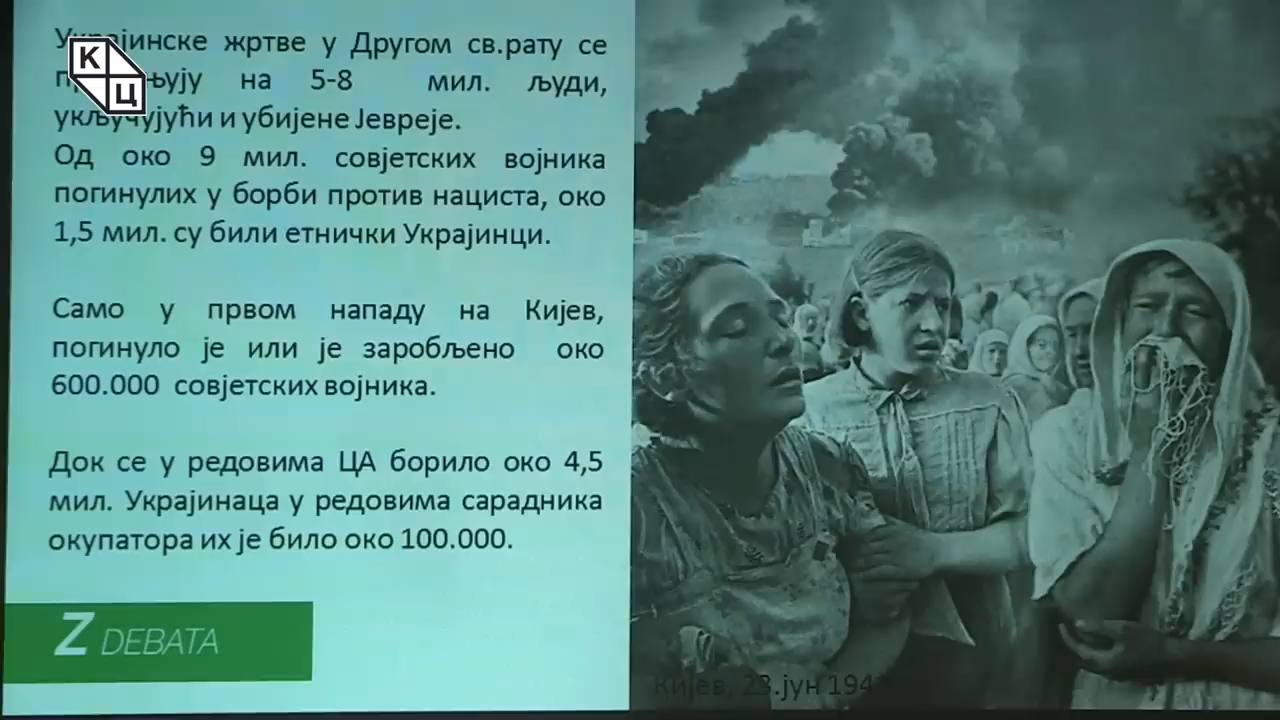 Украјинске жртве у Другом св.рату се
на 5-8 мил. људи,
укључујући и убијене Јевреје.
Од око 9 мил. совјетских војника
погинулих у борби против нациста, око
1,5 мил. су били етнички Украјинци.
Само у првом нападу на Кијев,
погинуло је или је заробљено око
600.000 совјетских војника.
Док се у редовима ЦА борило око 4,5
мил. Украјинаца у редовима сарадника
окупатора их је било око 100.000.
К
Ц
Z DEBATA
Кијев, 23.јун